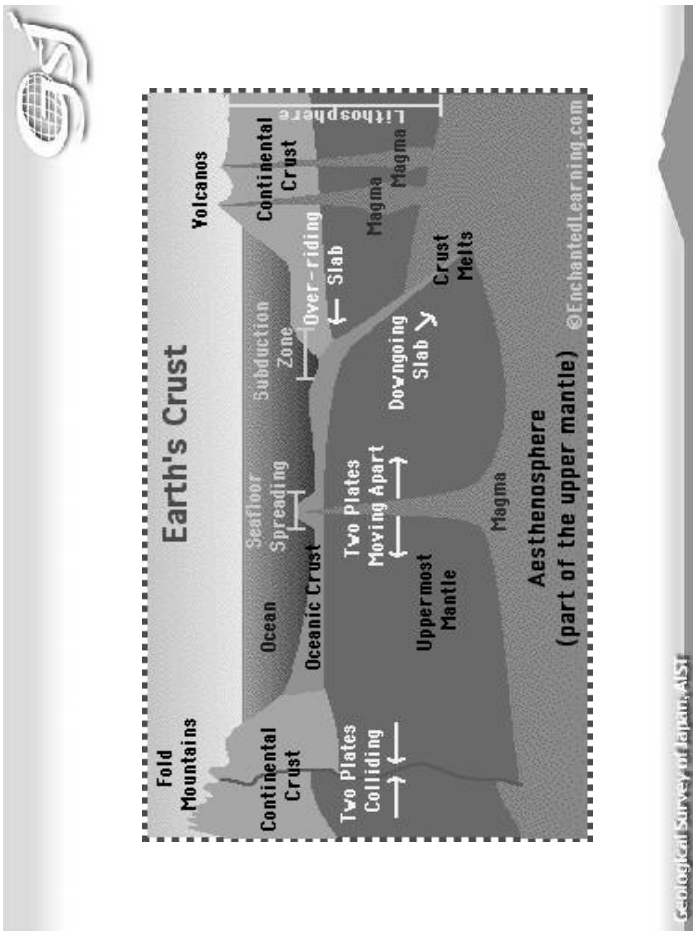 gsj
Earth's Crust
Fold
Mountains
Volcanos
Continental
Crust
Ocean
Seafloor
Spreading
Subduction
Zone
Continental
Crust
Oceanic Crust
Over-riding
Slab
Lithosphere
Two Plates
Colliding
Two Plates
Moving Apart
Downgoing
Slab
Magma
Magma
Uppermost
Mantle
Crust
Melts
Magma
Aesthenosphere
(part of the upper mantle)
©EnchantedLearning.com
Geological Survey of Japan, AIST